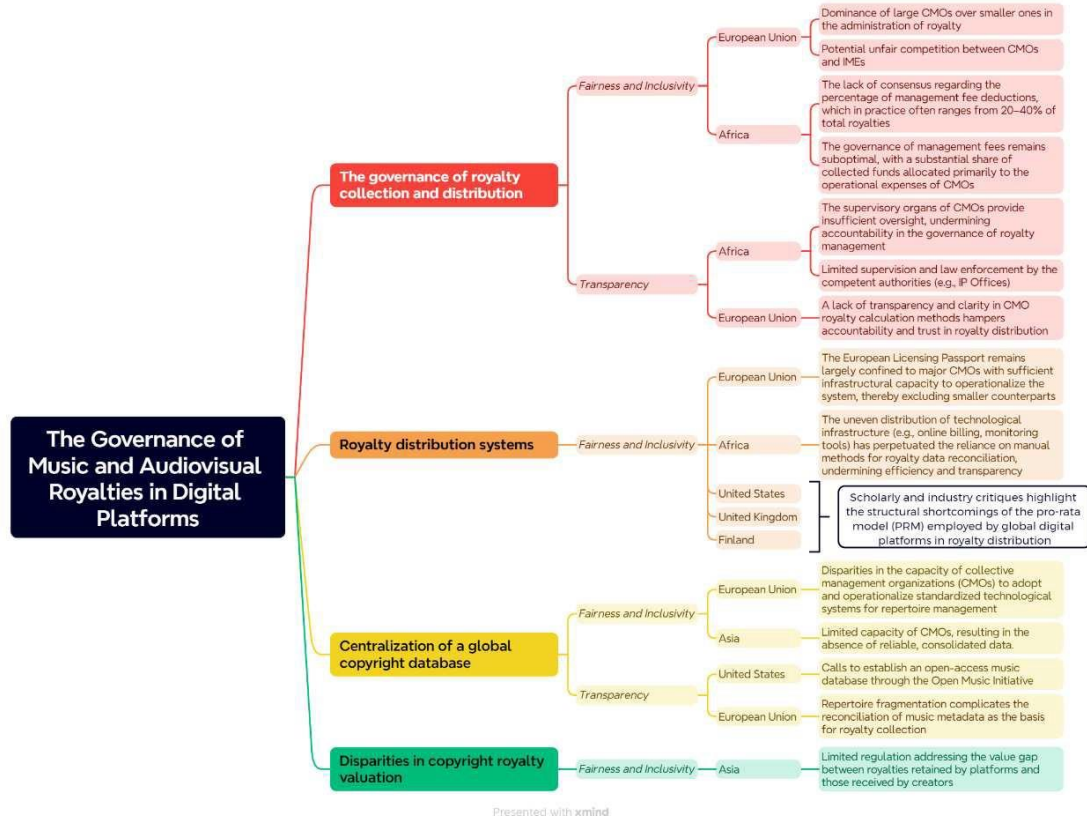 The Governance of
Music and Audiovisual
Royalties in Digital
Platforms
The governance of royalty
collection and distribution
Fairness and Inclusivity
European Union
Dominance of large CMOs over smaller ones in
the administration of royalty
Potential unfair competition between CMOs
and IMEs
Africa
The lack of consensus regarding the
percentage of management fee deductions,
which in practice often ranges from 20–40% of
total royalties
The governance of management fees remains
suboptimal, with a substantial share of
collected funds allocated primarily to the
operational expenses of CMOs
Transparency
Africa
The supervisory organs of CMOs provide
insufficient oversight, undermining
accountability in the governance of royalty
management
Limited supervision and law enforcement by the
competent authorities (e.g., IP Offices)
European Union
A lack of transparency and clarity in CMO
royalty calculation methods hampers
accountability and trust in royalty distribution
Royalty distribution systems
Fairness and Inclusivity
European Union
The European Licensing Passport remains
largely confined to major CMOs with sufficient
infrastructural capacity to operationalize the
system, thereby excluding smaller counterparts
Africa
The uneven distribution of technological
infrastructure (e.g., online billing, monitoring
tools) has perpetuated the reliance on manual
methods for royalty data reconciliation,
undermining efficiency and transparency
United States
United Kingdom
Finland
Scholarly and industry critiques highlight
the structural shortcomings of the pro-rata
model (PRM) employed by global digital
platforms in royalty distribution
Centralization of a global
copyright database
Fairness and Inclusivity
European Union
Disparities in the capacity of collective
management organizations (CMOs) to adopt
and operationalize standardized technological
systems for repertoire management
Asia
Limited capacity of CMOs, resulting in the
absence of reliable, consolidated data.
Transparency
United States
Calls to establish an open-access music
database through the Open Music Initiative
European Union
Repertoire fragmentation complicates the
reconciliation of music metadata as the basis
for royalty collection
Disparities in copyright royalty
valuation
Fairness and Inclusivity
Asia
Limited regulation addressing the value gap
between royalties retained by platforms and
those received by creators
Presented with xmind